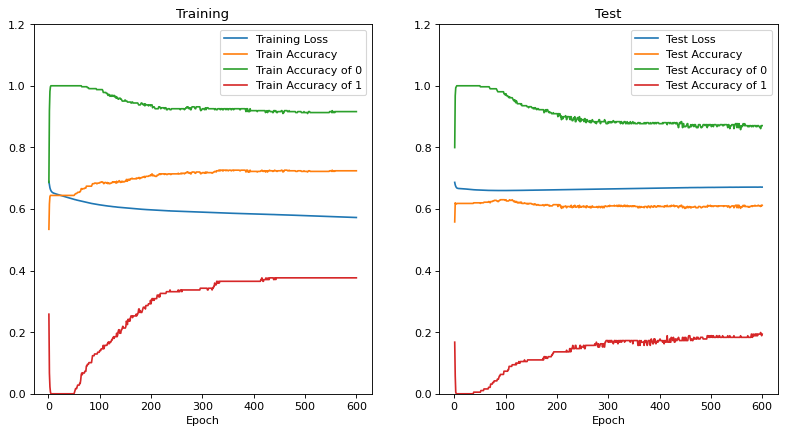 Training
1.2
1.0
0.8
0.6
0.4
0.2
0.0
0 100 200 300 400 500 600
Epoch
Training Loss
Train Accuracy
Train Accuracy of 0
Train Accuracy of 1
Test
1.2
1.0
0.8
0.6
0.4
0.2
0.0
0 100 200 300 400 500 600
Epoch
Test Loss
Test Accuracy
Test Accuracy of 0
Test Accuracy of 1